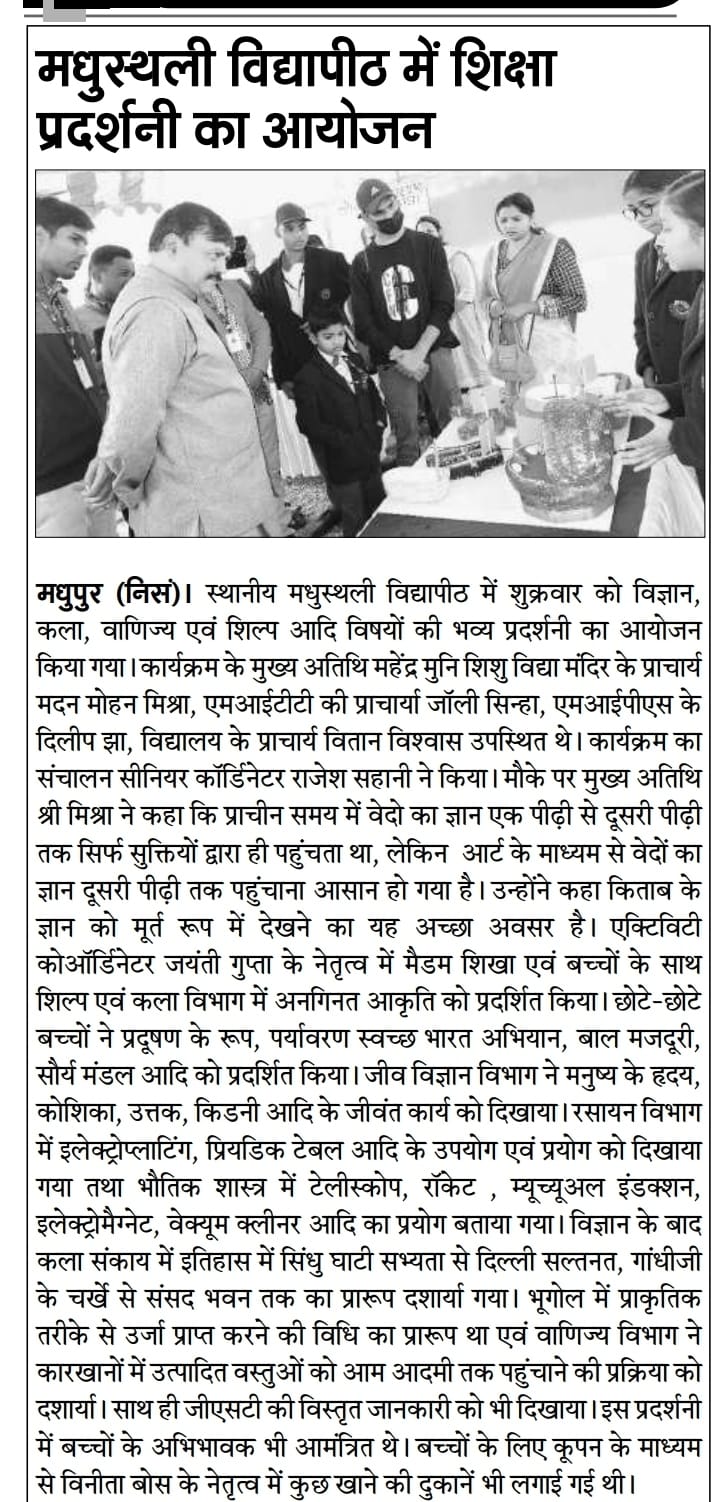 मधुस्थली विद्यापीठ में शिक्षा
प्रदर्शनी का आयोजन
मधुपुर (निसं)। स्थानीय मधुस्थली विद्यापीठ में शुक्रवार को विज्ञान,
कला, वाणिज्य एवं शिल्प आदि विषयों की भव्य प्रदर्शनी का आयोजन
किया गया। कार्यक्रम के मुख्य अतिथि महेंद्र मुनि शिशु विद्या मंदिर के प्राचार्य
मदन मोहन मिश्रा, एमआईटीटी की प्राचार्या जॉली सिन्हा, एमआईपीएस के
दिलीप झा, विद्यालय के प्राचार्य वितान विश्वास उपस्थित थे। कार्यक्रम का
संचालन सीनियर कॉर्डिनेटर राजेश सहानी ने किया। मौके पर मुख्य अतिथि
श्री मिश्रा ने कहा कि प्राचीन समय में वेदो का ज्ञान एक पीढ़ी से दूसरी पीढ़ी
तक सिर्फ सुक्तियों द्वारा ही पहुंचता था, लेकिन आर्ट के माध्यम से वेदों का
ज्ञान दूसरी पीढ़ी तक पहुंचाना आसान हो गया है। उन्होंने कहा किताब के
ज्ञान को मूर्त रूप में देखने का यह अच्छा अवसर है। एक्टिविटी
कोऑर्डिनेटर जयंती गुप्ता के नेतृत्व में मैडम शिखा एवं बच्चों के साथ
शिल्प एवं कला विभाग में अनगिनत आकृति को प्रदर्शित किया। छोटे-छोटे
बच्चों ने प्रदूषण के रूप, पर्यावरण स्वच्छ भारत अभियान, बाल मजदूरी,
सौर्य मंडल आदि को प्रदर्शित किया। जीव विज्ञान विभाग ने मनुष्य के हृदय,
कोशिका, उत्तक, किडनी आदि के जीवंत कार्य को दिखाया। रसायन विभाग
में इलेक्ट्रोप्लाटिंग, प्रियडिक टेबल आदि के उपयोग एवं प्रयोग को दिखाया
गया तथा भौतिक शास्त्र में टेलीस्कोप, रॉकेट , म्यूच्यूअल इंडक्शन,
इलेक्ट्रोमैग्नेट, वेक्यूम क्लीनर आदि का प्रयोग बताया गया। विज्ञान के बाद
कला संकाय में इतिहास में सिंधु घाटी सभ्यता से दिल्ली सल्तनत, गांधीजी
के चर्खे से संसद भवन तक का प्रारूप दशार्या गया। भूगोल में प्राकृतिक
तरीके से उर्जा प्राप्त करने की विधि का प्रारूप था एवं वाणिज्य विभाग ने
कारखानों में उत्पादित वस्तुओं को आम आदमी तक पहुंचाने की प्रक्रिया को
दशार्या। साथ ही जीएसटी की विस्तृत जानकारी को भी दिखाया। इस प्रदर्शनी
में बच्चों के अभिभावक भी आमंत्रित थे। बच्चों के लिए कूपन के माध्यम
से विनीता बोस के नेतृत्व में कुछ खाने की दुकानें भी लगाई गई थी।